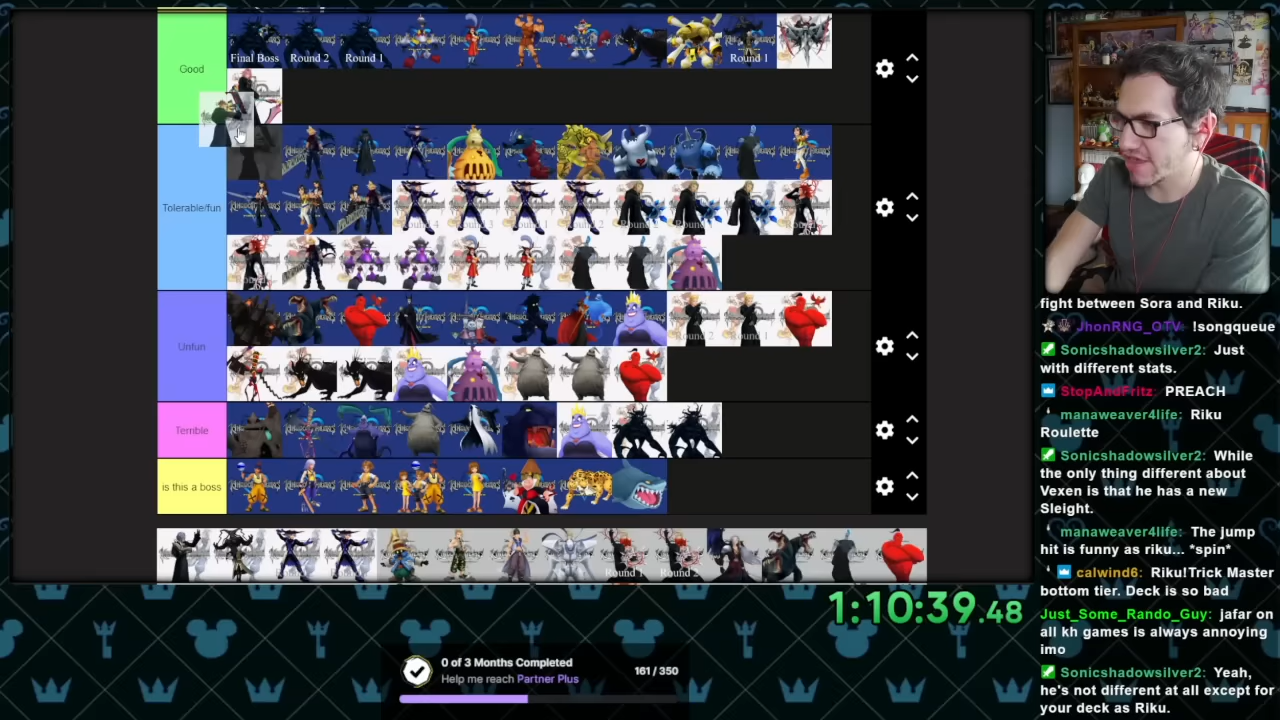 Good
Final Boss
Round 2
Round 1
Round 1
Tolerable/fun
Unfun
Round 1
Terrible
is this a boss
Round 1
Round 2
1:10:39.48
0 of 3 Months Completed
Help me reach Partner Plus
161 / 350
fight between Sora and Riku.
JhonRNG_OTV: !songqueue
Sonicshadowsilver2: Just
with different stats.
StopAndFritz: PREACH
manaweaver4life: Riku
Roulette
Sonicshadowsilver2: While
the only thing different about
Vexen is that he has a new
Sleight.
manaweaver4life: The jump
hit is funny as riku... *spin*
calwind6: Riku!Trick Master
bottom tier. Deck is so bad
Just_Some_Rando_Guy: jafar on
all kh games is always annoying
imo
Sonicshadowsilver2: Yeah,
he's not different at all except for
your deck as Riku.